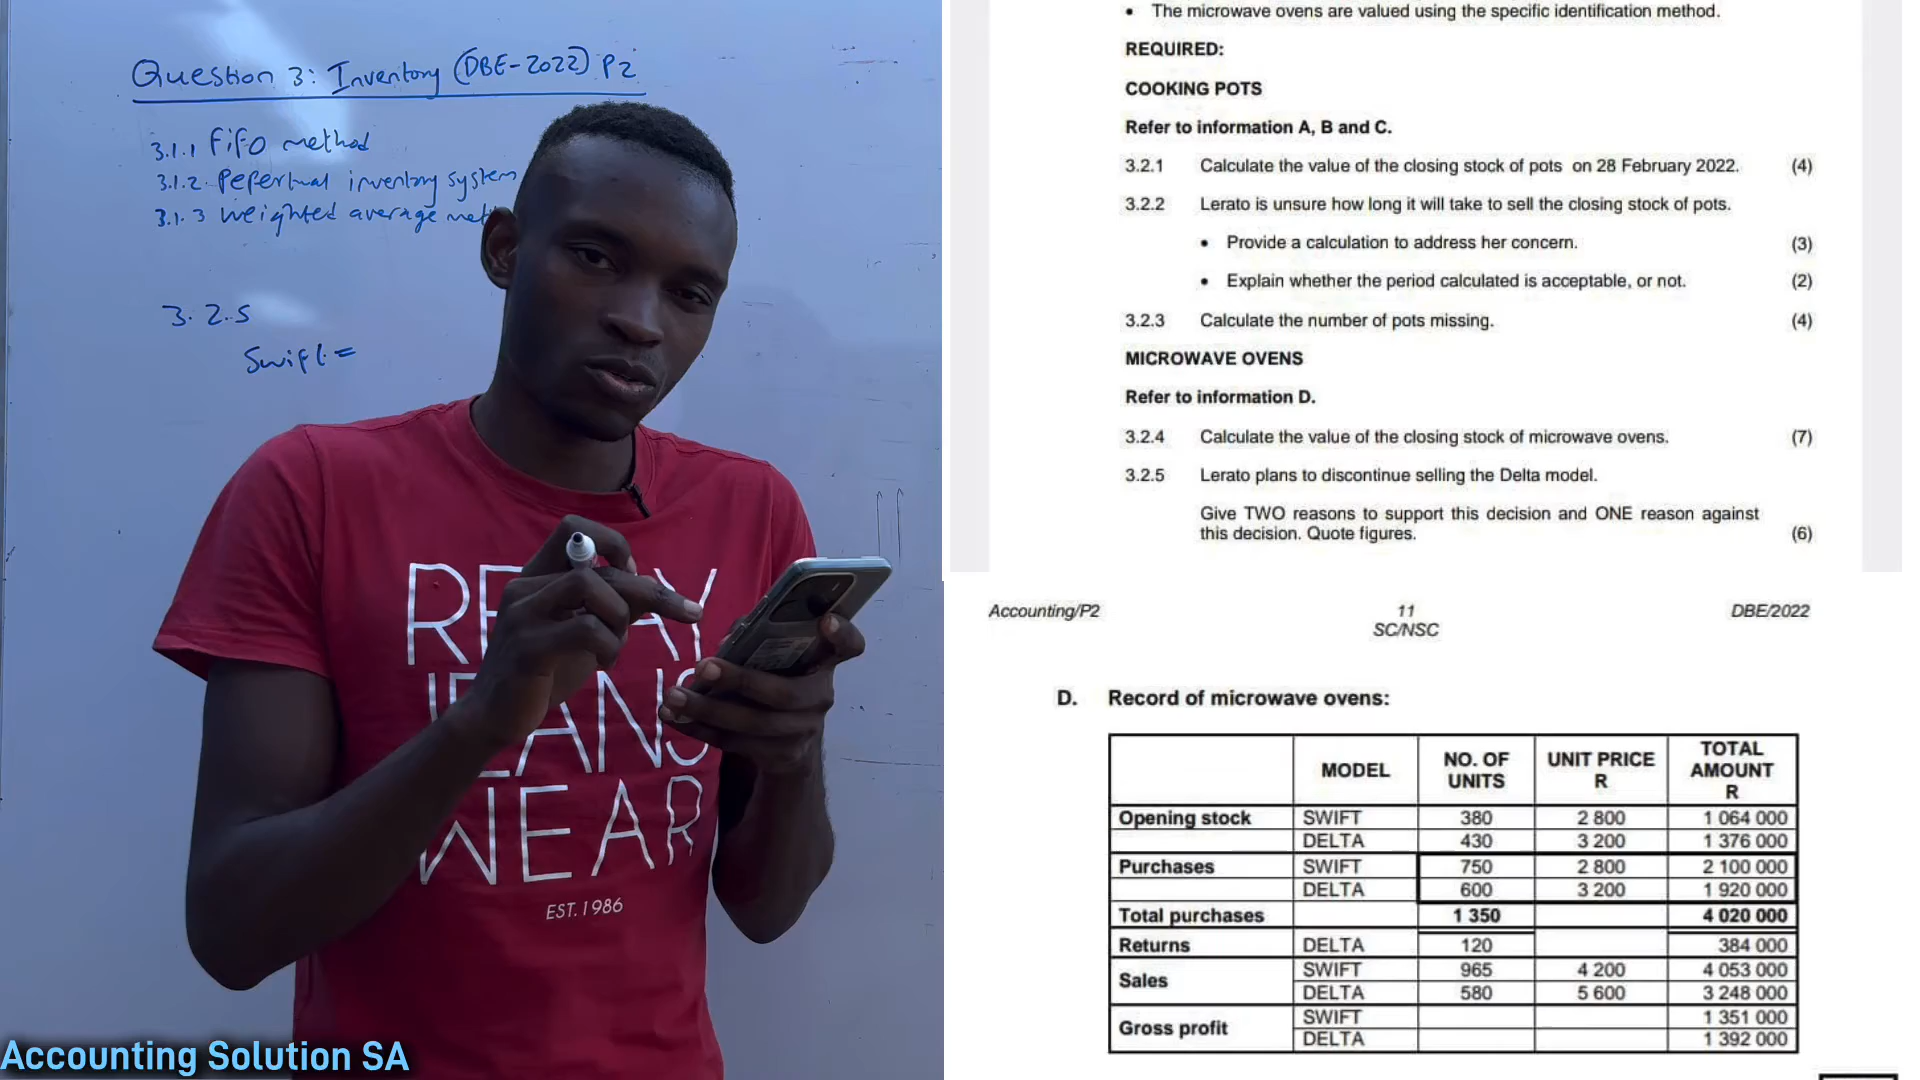 Question 3: Inventory (DBE-2022) P2
3.1.1 FifO method
3.1.2. Pepertual inventory system
3.1.3 weighted average met
3.2.5
Swift =
RE AY
JEANS
WEAR
EST. 1986
Accounting Solution SA
• The microwave ovens are valued using the specific identification method.
REQUIRED:
COOKING POTS
Refer to information A, B and C.
3.2.1 Calculate the value of the closing stock of pots on 28 February 2022. (4)
3.2.2 Lerato is unsure how long it will take to sell the closing stock of pots.
• Provide a calculation to address her concern. (3)
• Explain whether the period calculated is acceptable, or not. (2)
3.2.3 Calculate the number of pots missing. (4)
MICROWAVE OVENS
Refer to information D.
3.2.4 Calculate the value of the closing stock of microwave ovens. (7)
3.2.5 Lerato plans to discontinue selling the Delta model.
Give TWO reasons to support this decision and ONE reason against
this decision. Quote figures. (6)
Accounting/P2 11 DBE/2022
SC/NSC
D. Record of microwave ovens:
MODEL NO. OF UNITS UNIT PRICE R TOTAL AMOUNT R
Opening stock SWIFT 380 2 800 1 064 000
DELTA 430 3 200 1 376 000
Purchases SWIFT 750 2 800 2 100 000
DELTA 600 3 200 1 920 000
Total purchases 1 350 4 020 000
Returns DELTA 120 384 000
Sales SWIFT 965 4 200 4 053 000
DELTA 580 5 600 3 248 000
Gross profit SWIFT 1 351 000
DELTA 1 392 000